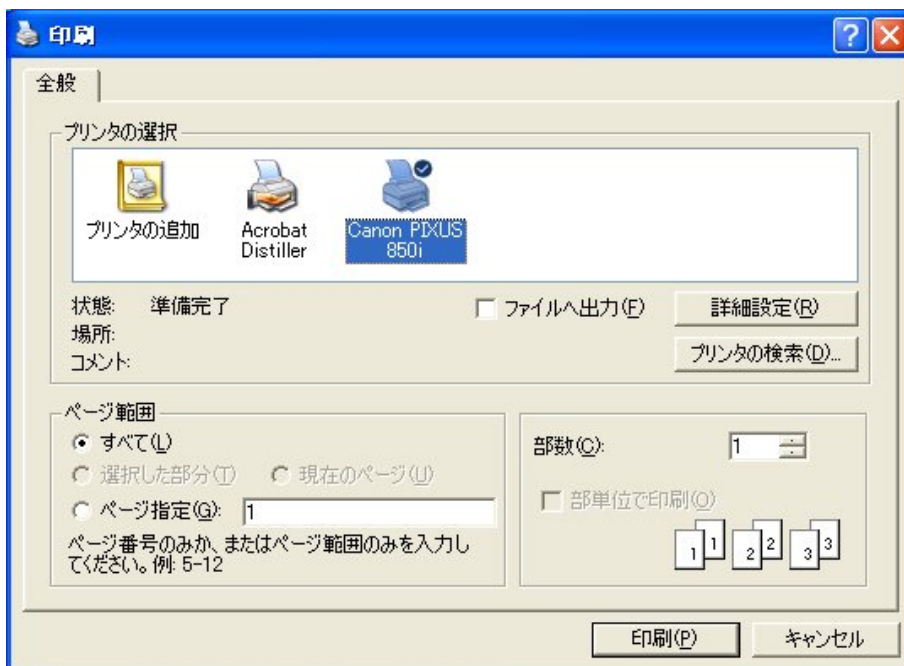 印刷
全般
プリンタの選択
プリンタの追加
Acrobat
Distiller
Canon PIXUS
850i
状態: 準備完了
ファイルへ出力(F)
詳細設定(R)
場所:
コメント:
プリンタの検索(D)...
ページ範囲
すべて(L)
選択した部分(T) 現在のページ(U)
ページ指定(G): 1
ページ番号のみか、またはページ範囲のみを入力し
てください。例: 5-12
部数(C): 1
部単位で印刷(O)
1 1 2 2 3 3
印刷(P) キャンセル